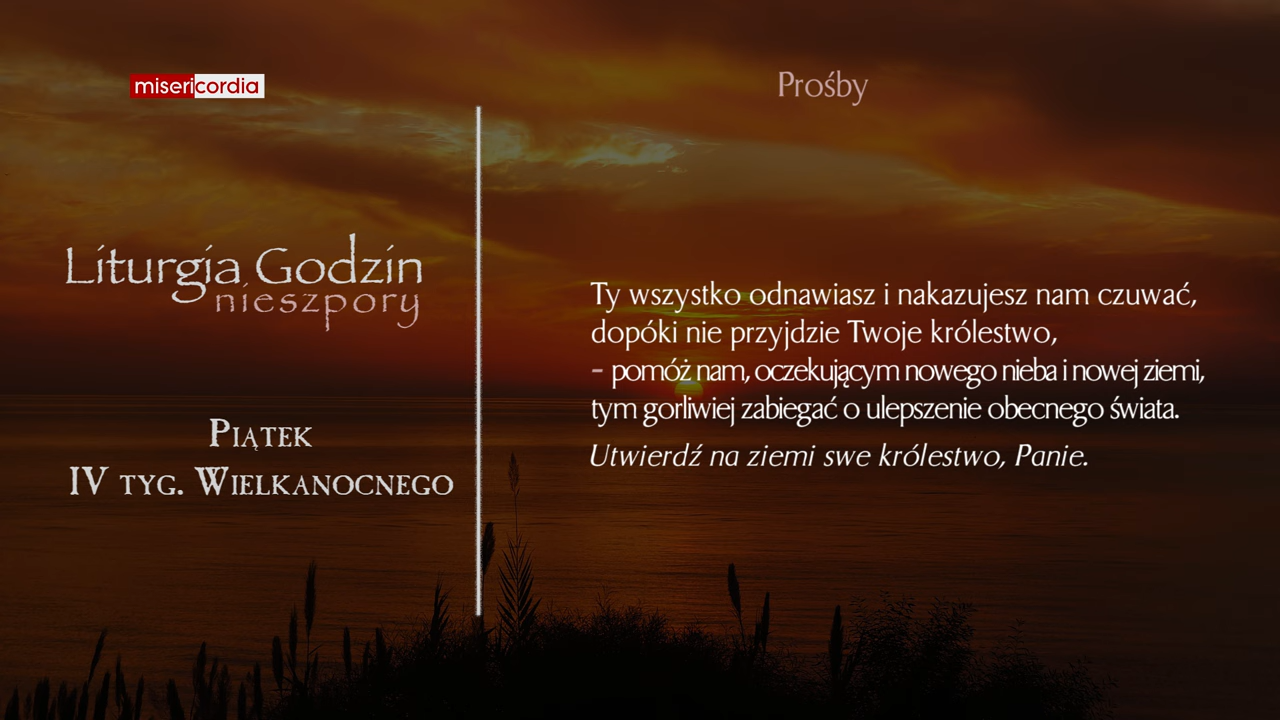 misericordia
Liturgia Godzin
nieszpory
Piątek
IV tyg. Wielkanocnego
Prośby
Ty wszystko odnawiasz i nakazujesz nam czuwać,
dopóki nie przyjdzie Twoje królestwo,
- pomóż nam, oczekującym nowego nieba i nowej ziemi,
tym gorliwiej zabiegać o ulepszenie obecnego świata.
Utwierdź na ziemi swe królestwo, Panie.